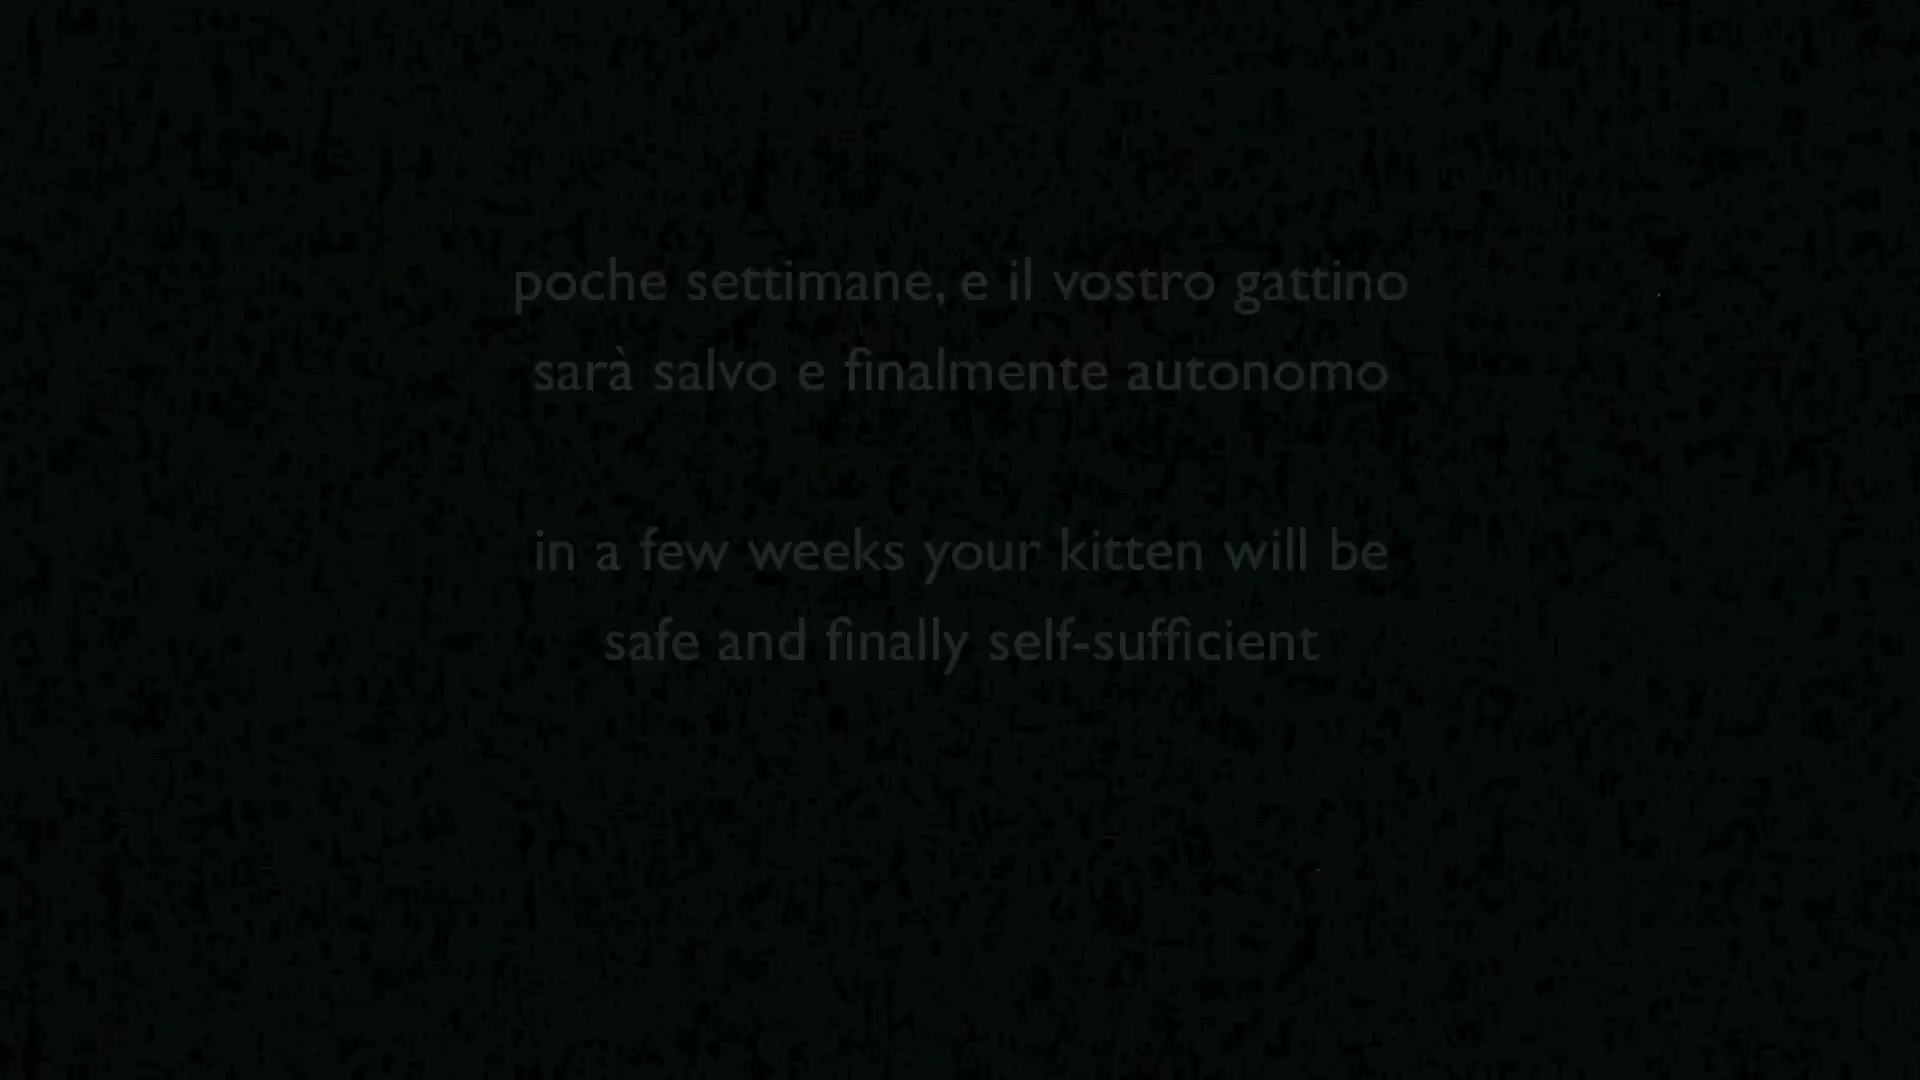 poche settimane, e il vostro gattino
sarà salvo e finalmente autonomo
in a few weeks your kitten will be
safe and finally self-sufficient